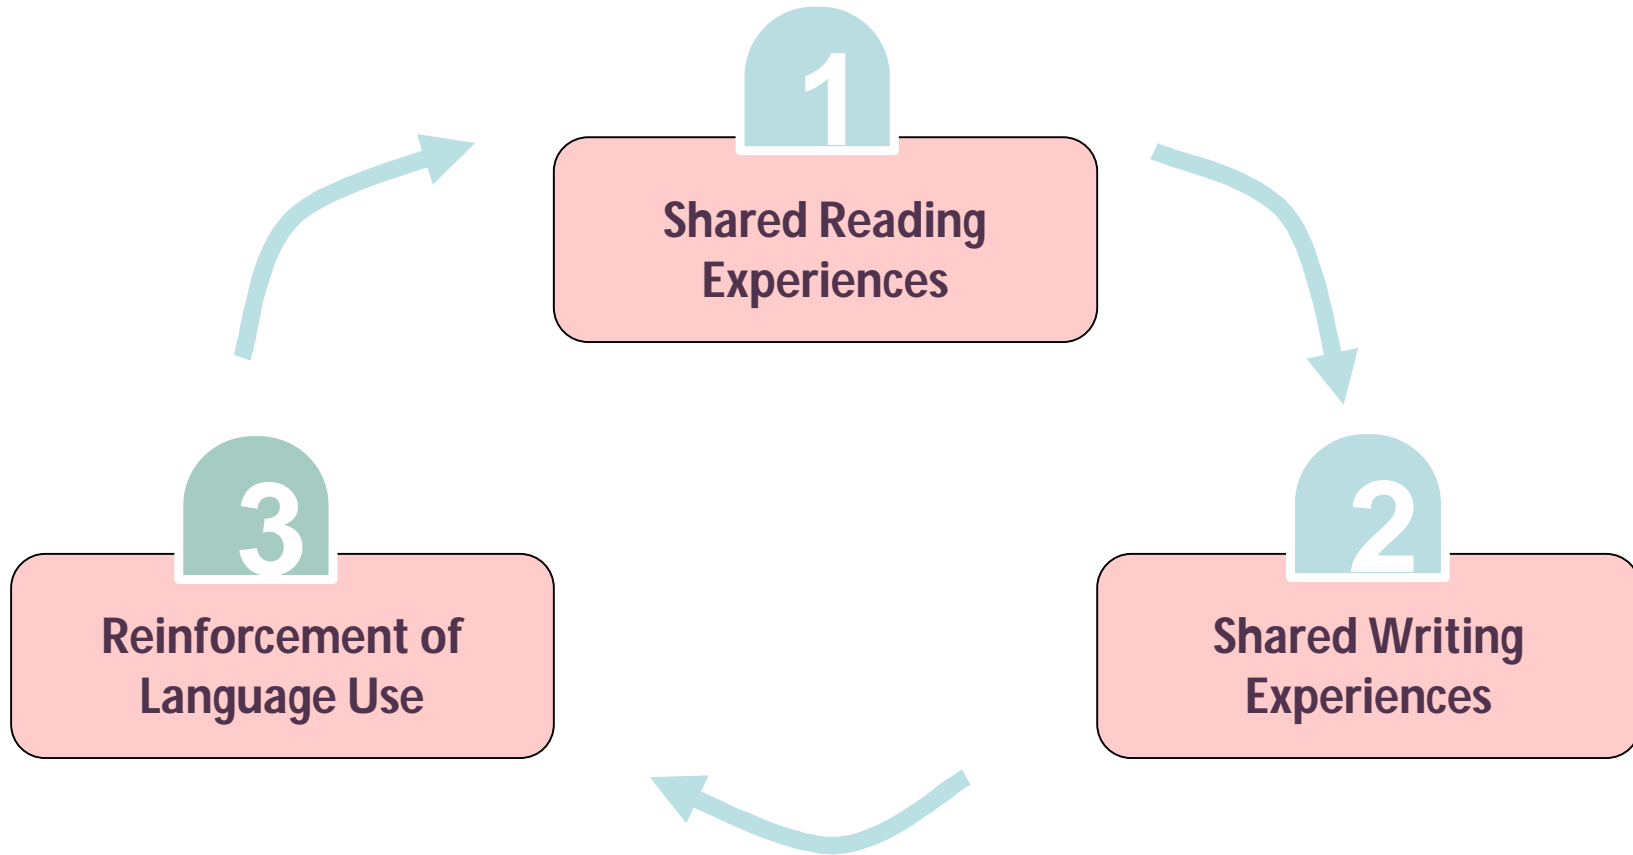 1
Shared Reading
Experiences
2
Shared Writing
Experiences
3
Reinforcement of
Language Use